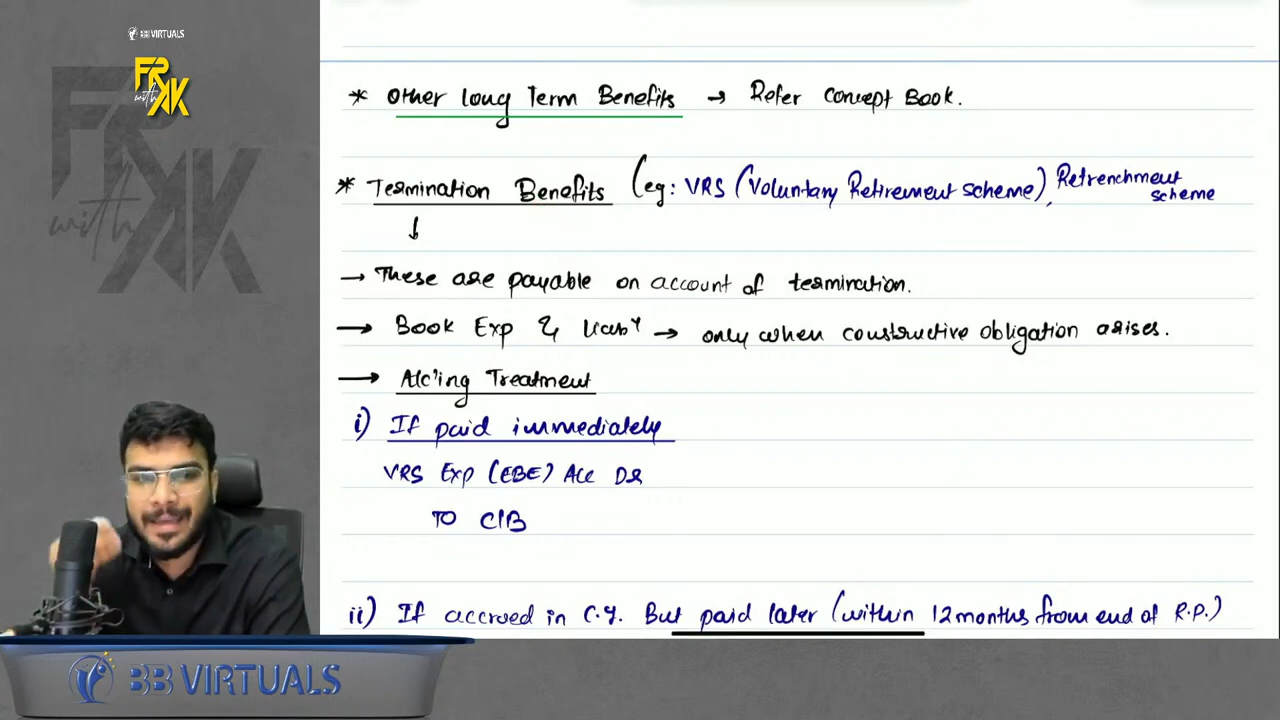 BB VIRTUALS
FR
with
AK
* Other Long Term Benefits → Refer Concept Book.
* Termination Benefits (eg: VRS (Voluntary Retirement Scheme), Retrenchment scheme
→ These are payable on account of termination.
→ Book Exp & Liabʸ → only when constructive obligation arises.
→ A/c'ing Treatment
i) If paid immediately
VRS Exp (EBE) A/c Dr
To C/B
ii) If accrued in C.Y. But paid later (within 12 months from end of R.P.)
BB VIRTUALS